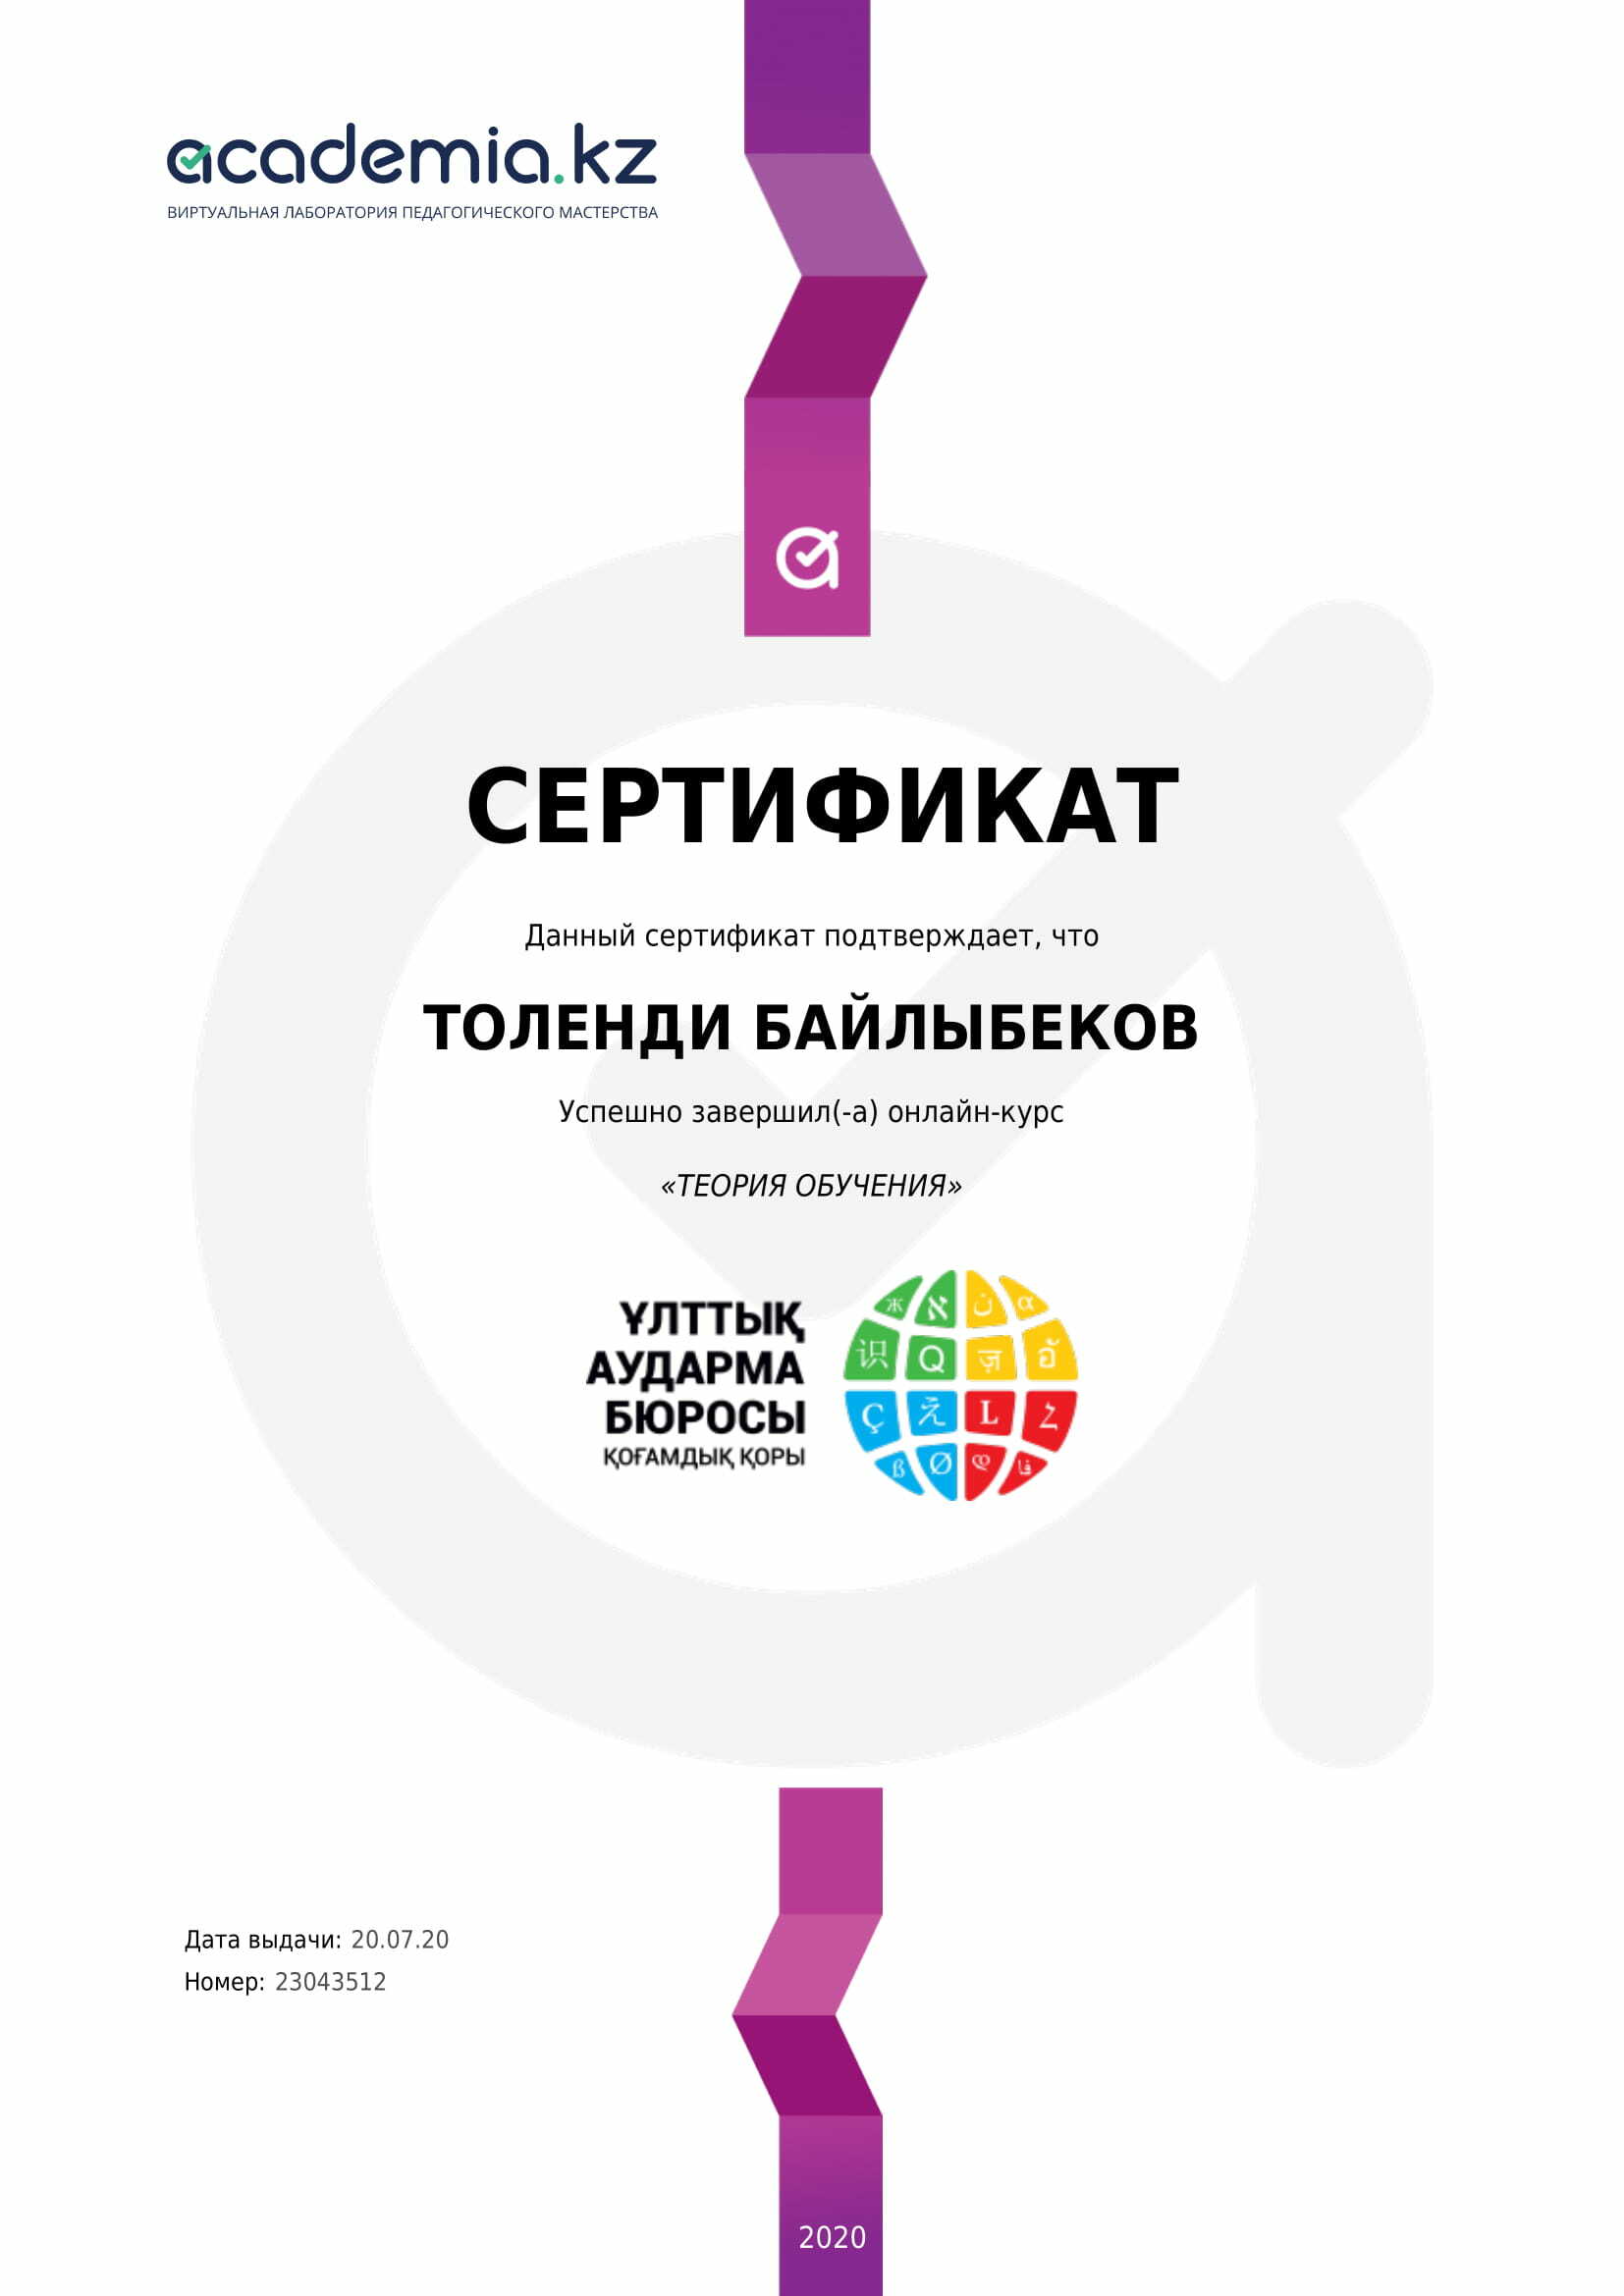 academia.kz
ВИРТУАЛЬНАЯ ЛАБОРАТОРИЯ ПЕДАГОГИЧЕСКОГО МАСТЕРСТВА
СЕРТИФИКАТ
Данный сертификат подтверждает, что
ТОЛЕНДИ БАЙЛЫБЕКОВ
Успешно завершил(-а) онлайн-курс
«ТЕОРИЯ ОБУЧЕНИЯ»
ҰЛТТЫҚ
АУДАРМА
БЮРОСЫ
ҚОҒАМДЫҚ ҚОРЫ
Дата выдачи: 20.07.20
Номер: 23043512
2020